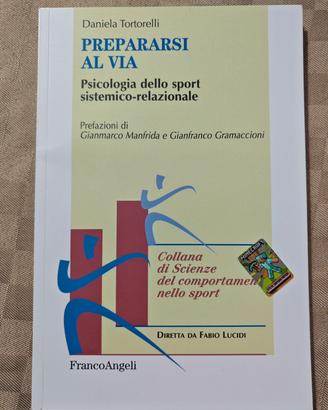 Daniela Tortorelli
PREPARARSI
AL VIA
Psicologia dello sport
sistemico-relazionale
Prefazioni di
Gianmarco Manfrida e Gianfranco Gramaccioni
Collana
di Scienze
del comportamen
nello sport
DIRETTA DA FABIO LUCIDI
FrancoAngeli